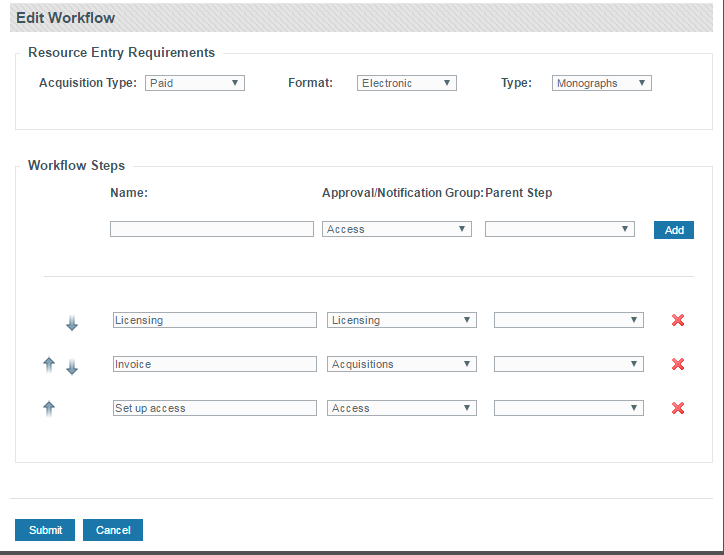 Edit Workflow
Resource Entry Requirements
Acquisition Type: Paid Format: Electronic Type: Monographs
Workflow Steps
Name: Approval/Notification Group: Parent Step
Access Add
Licensing Licensing
Invoice Acquisitions
Set up access Access
Submit Cancel